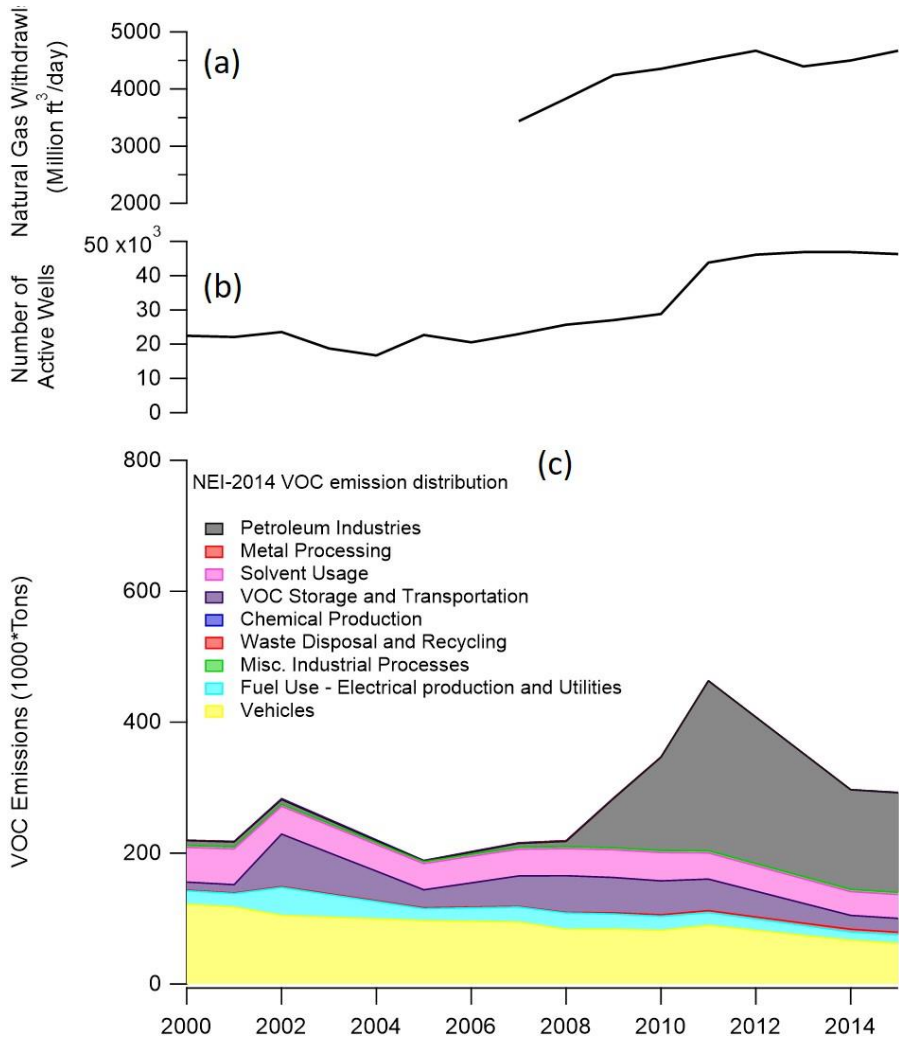 Natural Gas Withdrawls
(Million ft³/day)
5000
4000
3000
2000
(a)
Number of
Active Wells
50 x10³
40
30
20
10
0
(b)
VOC Emissions (1000*Tons)
800
600
400
200
0
(c)
NEI-2014 VOC emission distribution
Petroleum Industries
Metal Processing
Solvent Usage
VOC Storage and Transportation
Chemical Production
Waste Disposal and Recycling
Misc. Industrial Processes
Fuel Use - Electrical production and Utilities
Vehicles
2000 2002 2004 2006 2008 2010 2012 2014